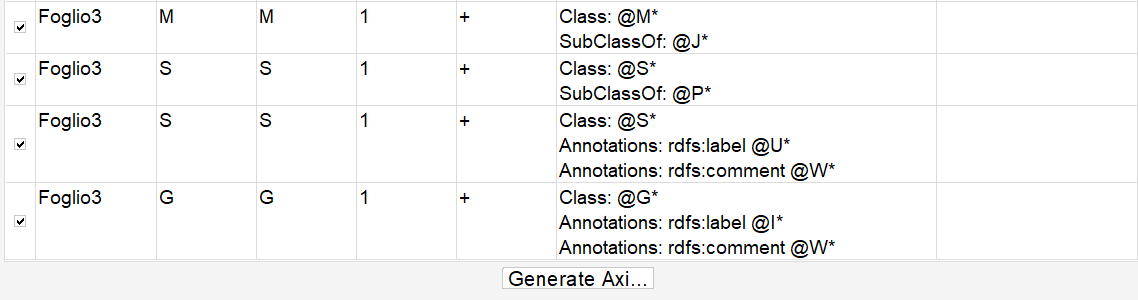 Foglio3 M M 1 + Class: @M*
SubClassOf: @J*
Foglio3 S S 1 + Class: @S*
SubClassOf: @P*
Foglio3 S S 1 + Class: @S*
Annotations: rdfs:label @U*
Annotations: rdfs:comment @W*
Foglio3 G G 1 + Class: @G*
Annotations: rdfs:label @I*
Annotations: rdfs:comment @W*
Generate Axi...